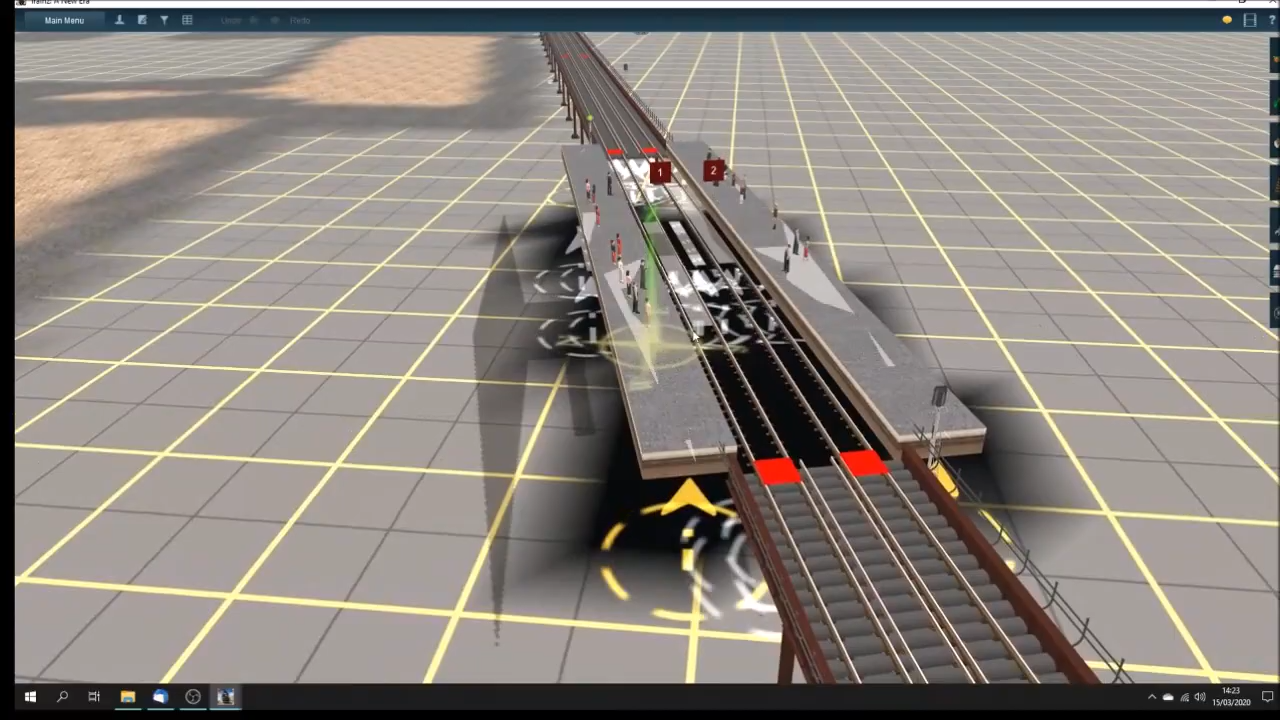 Trainz: A New Era
Main Menu
Undo
Redo
?
1
2
14:23
15/03/2020